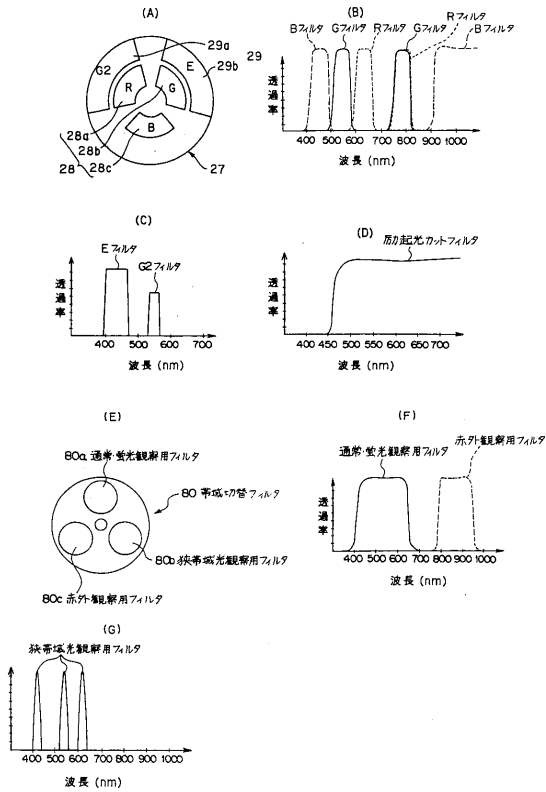 (A)
29a
G2
E
29
29b
R
G
B
28a
28b
28
28c
27
(B)
Bフィルタ
Gフィルタ
Rフィルタ
Gフィルタ
Rフィルタ
Bフィルタ
透過率
400 500 600 700 800 900 1000
波長 (nm)
(C)
Eフィルタ
G2フィルタ
透過率
400 500 600 700
波長 (nm)
(D)
励起光カットフィルタ
透過率
400 450 500 550 600 650 700
波長 (nm)
(E)
80a 通常・蛍光観察用フィルタ
80 帯域切替フィルタ
80b 狭帯域光観察用フィルタ
80c 赤外観察用フィルタ
(F)
赤外観察用フィルタ
通常・蛍光観察用フィルタ
透過率
400 500 600 700 800 900 1000
波長 (nm)
(G)
狭帯域光観察用フィルタ
400 500 600 700 800 900 1000
波長 (nm)